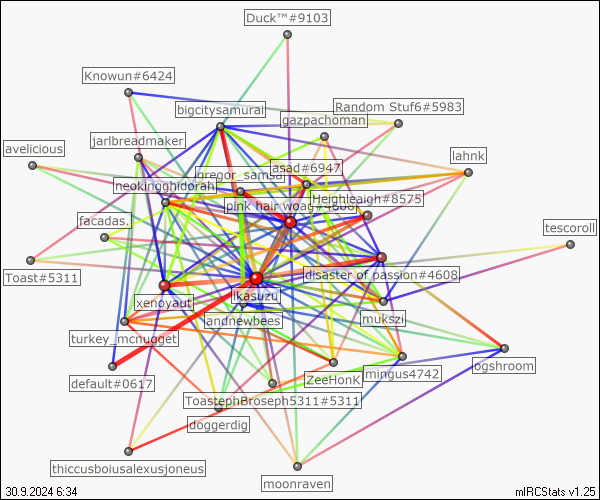 Duck™#9103
Knowun#6424
Random Stuf6#5983
bigcitysamurai
gazpachoman
jarlbreadmaker
avelicious
lahnk
asad#6947
gregor_samsa
neokingghidorah
Heighleaigh#8575
pink hair woag#4668
facadas.
tescoroll
Toast#5311
disaster of passion#4608
xenoyaut
ikasuzu
andnewbees
mukszi
turkey_mcnugget
ogshroom
default#0617
ZeeHonK
mingus4742
ToastephBroseph5311#5311
doggerdig
thiccusboiusalexusjoneus
moonraven
30.9.2024 6:34
mIRCStats v1.25